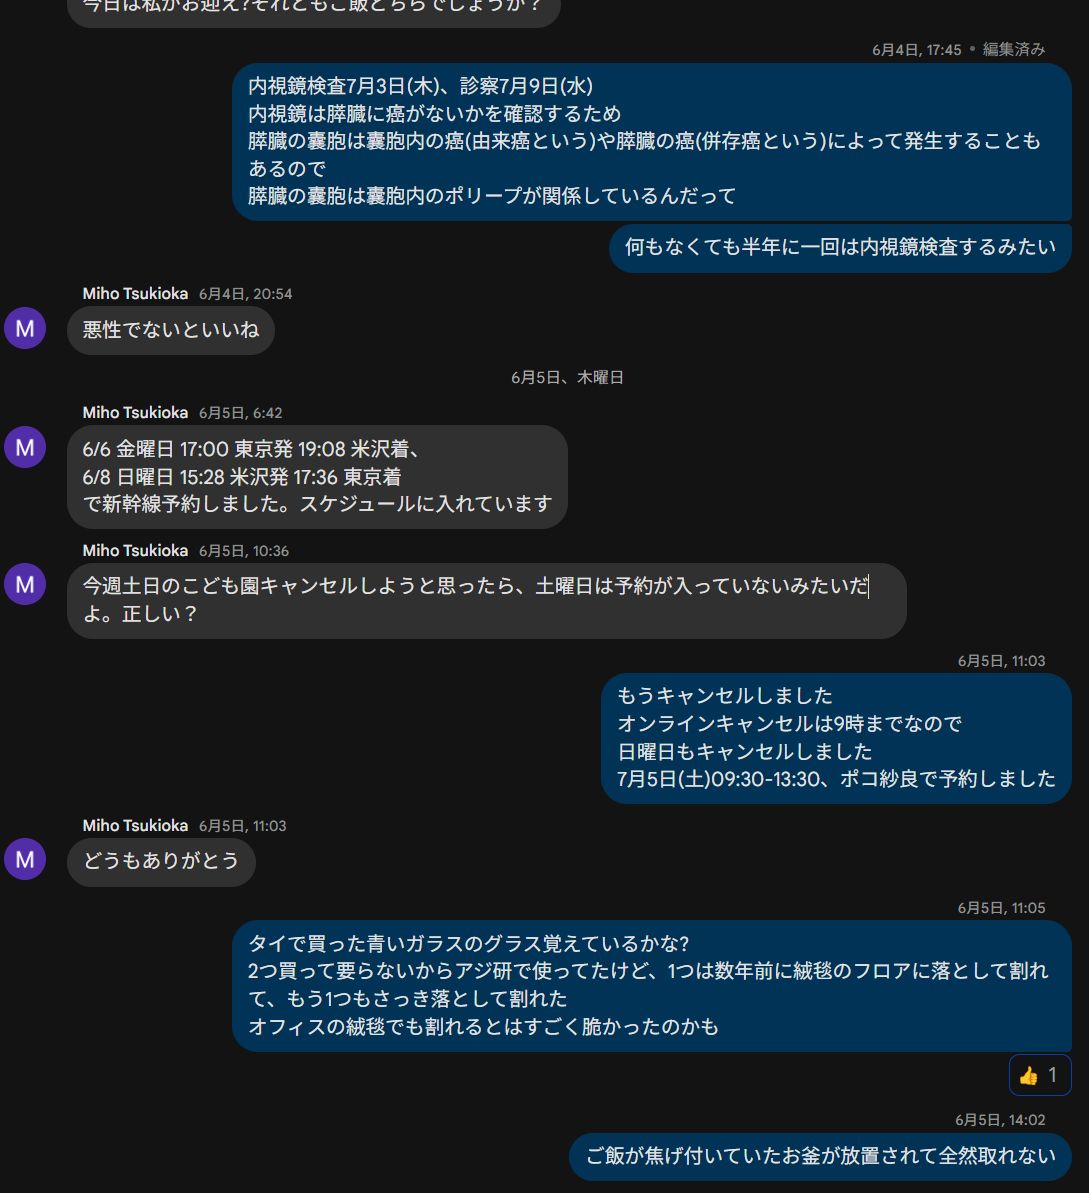 今日は私がお迎え?それともご飯どちらでしょうか？
6月4日, 17:45 • 編集済み
内視鏡検査7月3日(木)、診察7月9日(水)
内視鏡は膵臓に癌がないかを確認するため
膵臓の嚢胞は嚢胞内の癌(由来癌という)や膵臓の癌(併存癌という)によって発生することも
あるので
膵臓の嚢胞は嚢胞内のポリープが関係しているんだって
何もなくても半年に一回は内視鏡検査するみたい
Miho Tsukioka 6月4日, 20:54
M
悪性でないといいね
6月5日、木曜日
Miho Tsukioka 6月5日, 6:42
M
6/6 金曜日 17:00 東京発 19:08 米沢着、
6/8 日曜日 15:28 米沢発 17:36 東京着
で新幹線予約しました。スケジュールに入れています
Miho Tsukioka 6月5日, 10:36
M
今週土日のこども園キャンセルしようと思ったら、土曜日は予約が入っていないみたいだ
よ。正しい？
6月5日, 11:03
もうキャンセルしました
オンラインキャンセルは9時までなので
日曜日もキャンセルしました
7月5日(土)09:30-13:30、ポコ紗良で予約しました
Miho Tsukioka 6月5日, 11:03
M
どうもありがとう
6月5日, 11:05
タイで買った青いガラスのグラス覚えているかな?
2つ買って要らないからアジ研で使ってたけど、1つは数年前に絨毯のフロアに落として割れ
て、もう1つもさっき落として割れた
オフィスの絨毯でも割れるとはすごく脆かったのかも
👍 1
6月5日, 14:02
ご飯が焦げ付いていたお釜が放置されて全然取れない